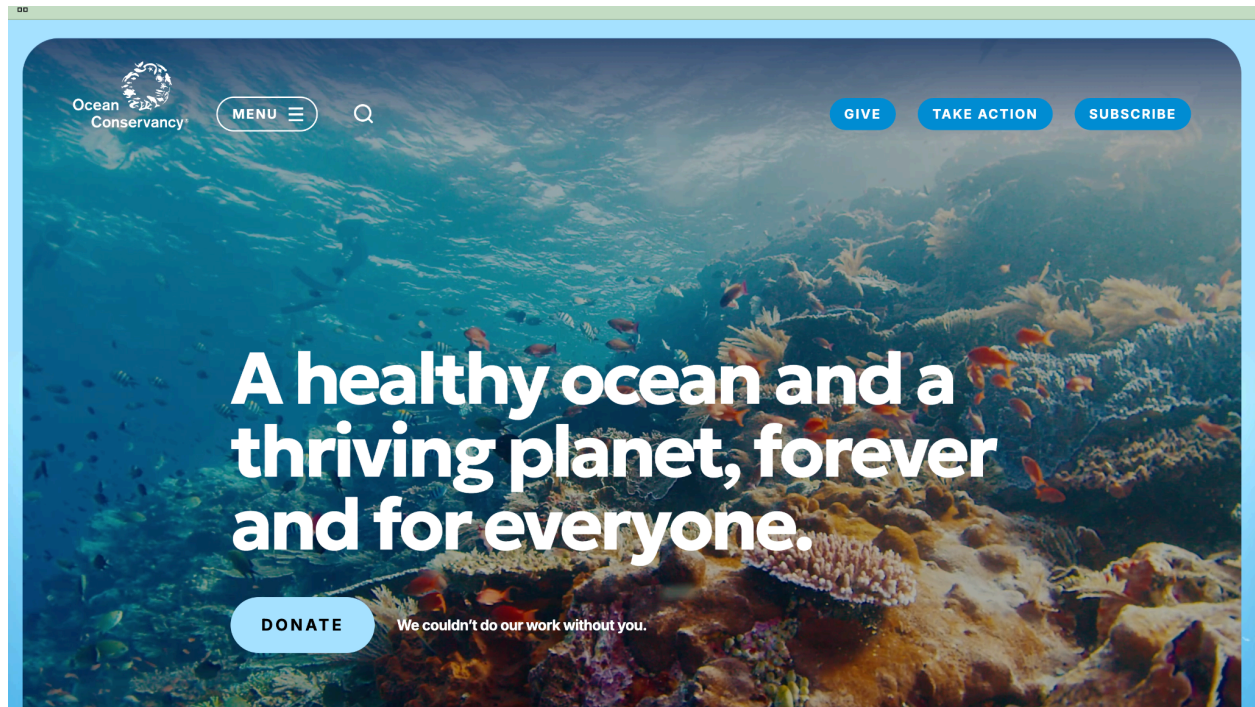 Ocean
Conservancy
MENU
GIVE
TAKE ACTION
SUBSCRIBE
A healthy ocean and a
thriving planet, forever
and for everyone.
DONATE
We couldn't do our work without you.